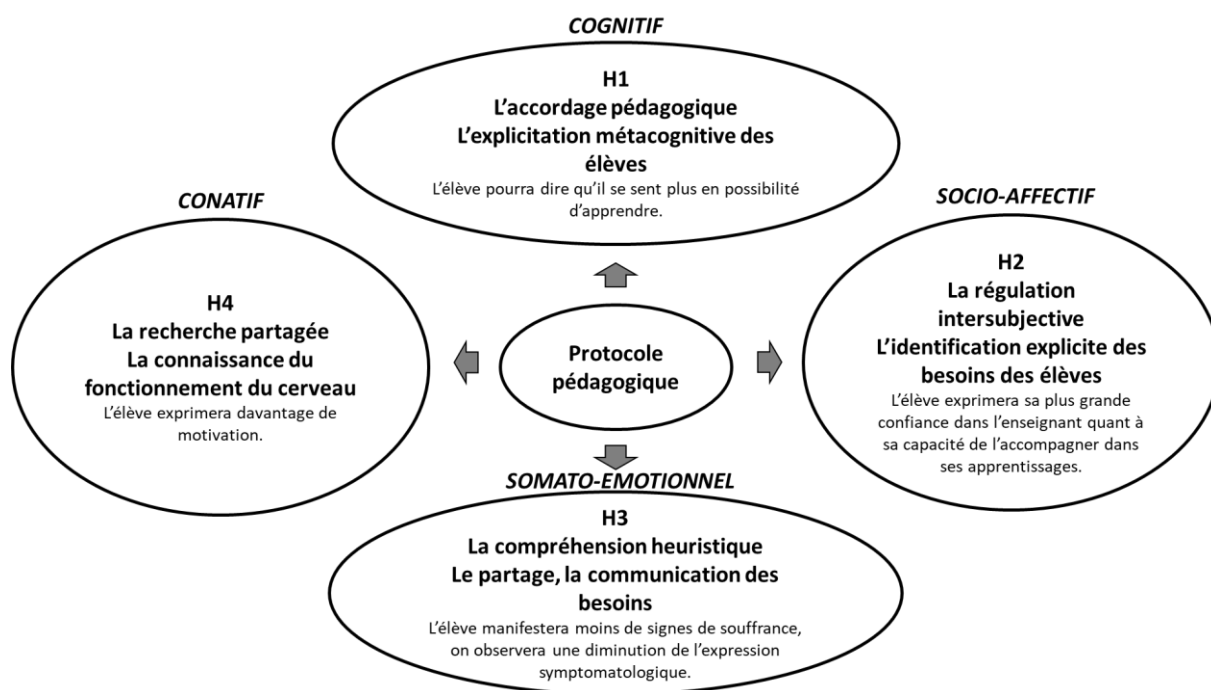 COGNITIF
H1
L’accordage pédagogique
L’explicitation métacognitive des
élèves
L’élève pourra dire qu’il se sent plus en possibilité
d’apprendre.
CONATIF
H4
La recherche partagée
La connaissance du
fonctionnement du cerveau
L’élève exprimera davantage de
motivation.
Protocole
pédagogique
SOCIO-AFFECTIF
H2
La régulation
intersubjective
L’identification explicite des
besoins des élèves
L’élève exprimera sa plus grande
confiance dans l’enseignant quant à
sa capacité de l’accompagner dans
ses apprentissages.
SOMATO-EMOTIONNEL
H3
La compréhension heuristique
Le partage, la communication des
besoins
L’élève manifestera moins de signes de souffrance,
on observera une diminution de l’expression
symptomatologique.